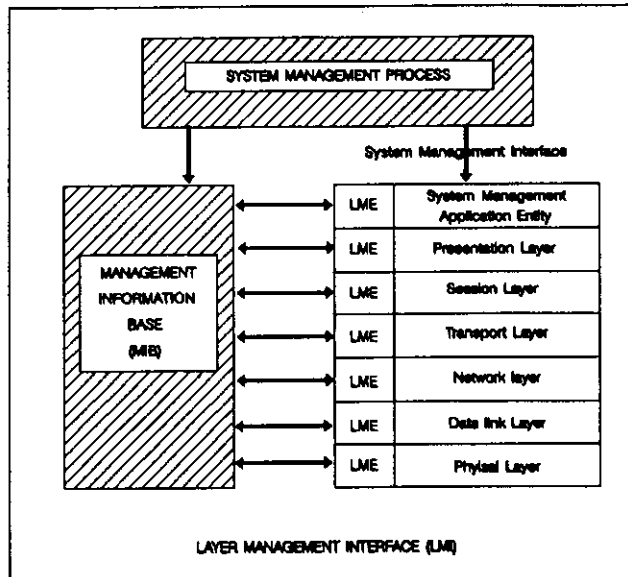 SYSTEM MANAGEMENT PROCESS
System Management Interface
MANAGEMENT
INFORMATION
BASE
(MIB)
LME
System Management
Application Entity
LME
Presentation Layer
LME
Session Layer
LME
Transport Layer
LME
Network layer
LME
Data link Layer
LME
Phylsal Layer
LAYER MANAGEMENT INTERFACE (LMI)